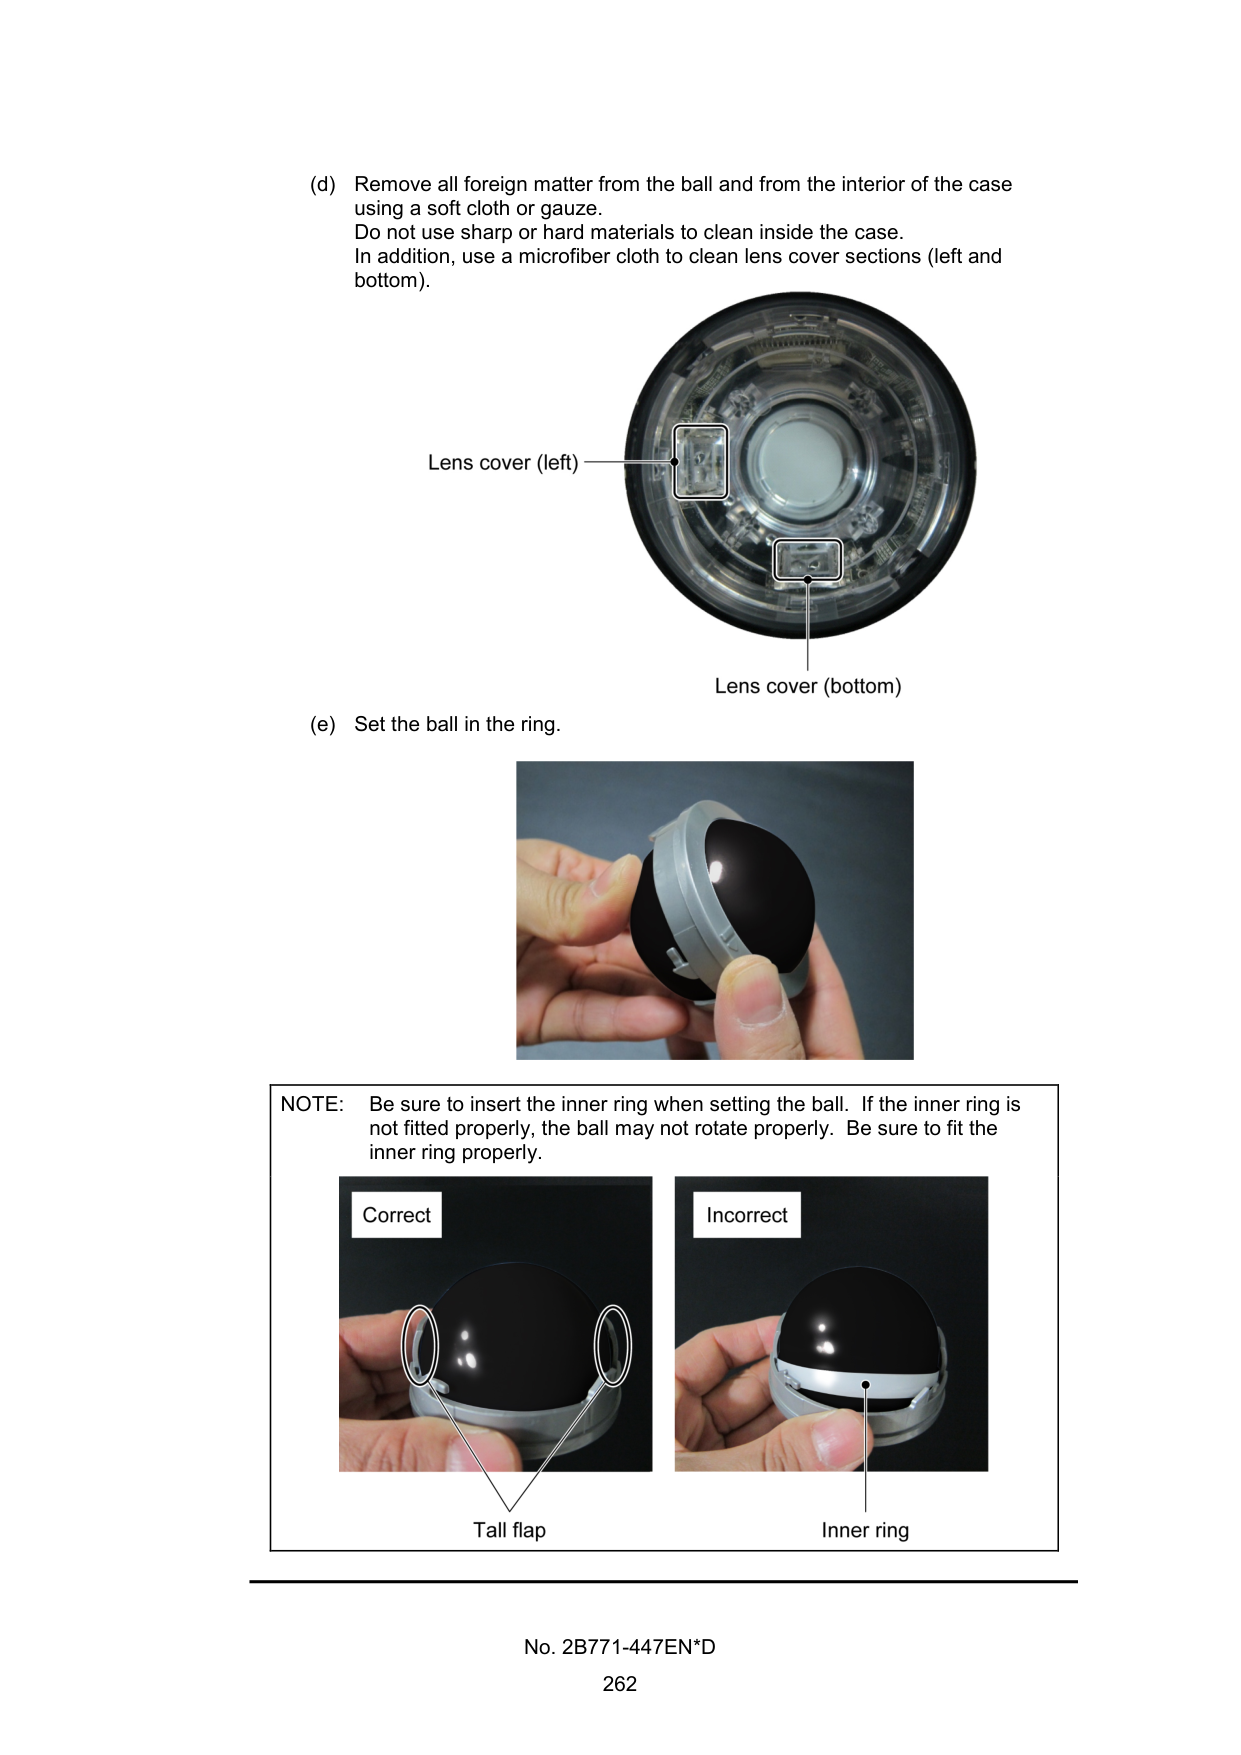 (d) Remove all foreign matter from the ball and from the interior of the case
using a soft cloth or gauze.
Do not use sharp or hard materials to clean inside the case.
In addition, use a microfiber cloth to clean lens cover sections (left and
bottom).
Lens cover (left)
Lens cover (bottom)
(e) Set the ball in the ring.
NOTE: Be sure to insert the inner ring when setting the ball. If the inner ring is
not fitted properly, the ball may not rotate properly. Be sure to fit the
inner ring properly.
Correct
Incorrect
Tall flap
Inner ring
No. 2B771-447EN*D
262